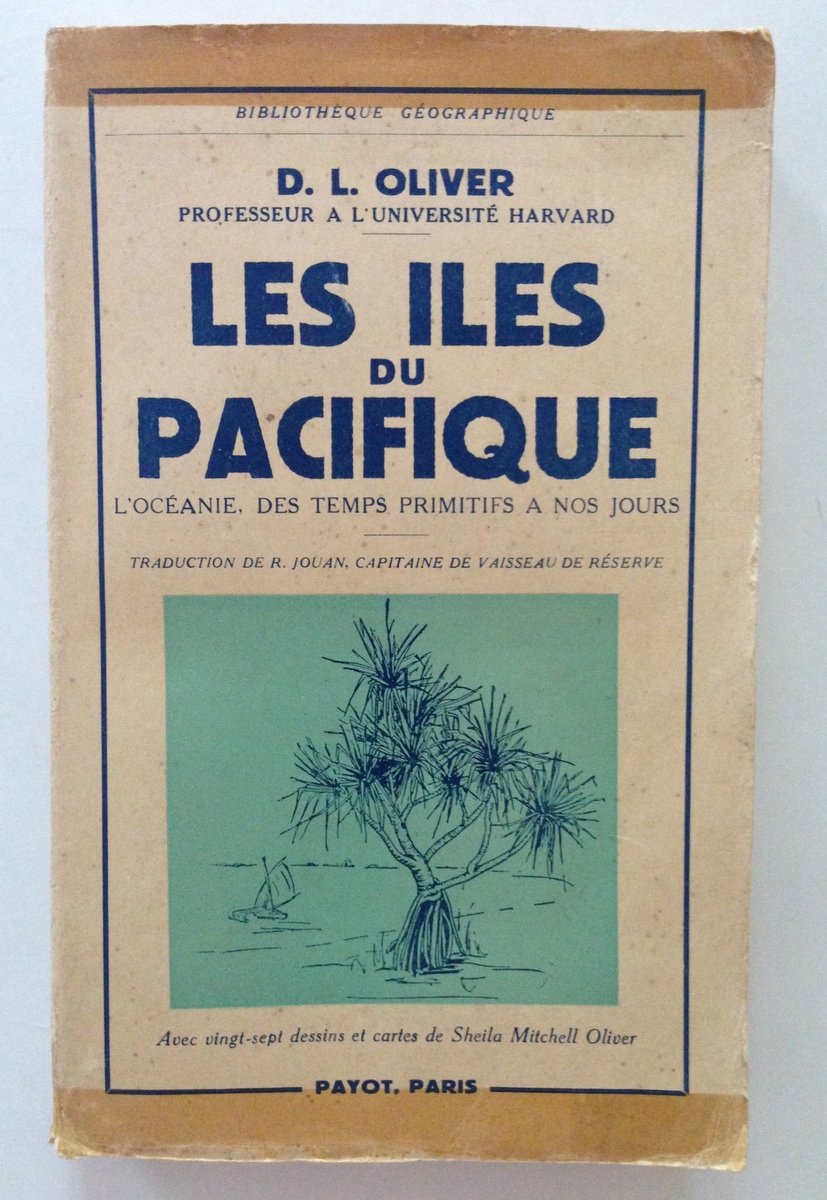 BIBLIOTHÈQUE GÉOGRAPHIQUE
D. L. OLIVER
PROFESSEUR A L'UNIVERSITÉ HARVARD
LES ILES
DU
PACIFIQUE
L'OCÉANIE, DES TEMPS PRIMITIFS A NOS JOURS
TRADUCTION DE R. JOUAN, CAPITAINE DE VAISSEAU DE RÉSERVE
Avec vingt-sept dessins et cartes de Sheila Mitchell Oliver
PAYOT, PARIS